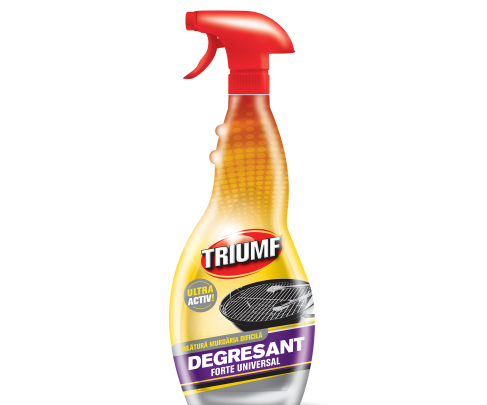 TRIUMF
ULTRA
ACTIV!
ÎNLĂTURĂ MURDĂRIA DIFICILĂ
DEGRESANT
FORTE UNIVERSAL